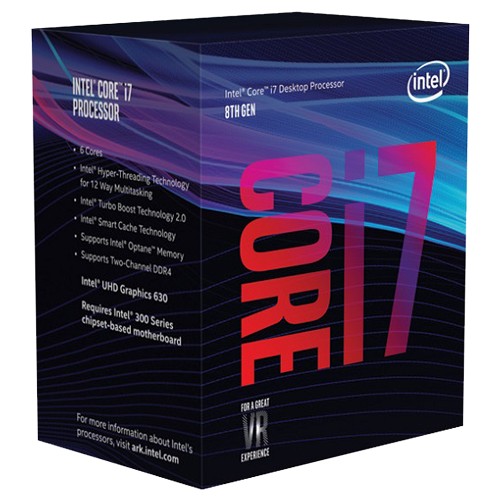 INTEL® CORE™ i7
PROCESSOR
• 6 Cores
• Intel® Hyper-Threading Technology
for 12 Way Multitasking
• Intel® Turbo Boost Technology 2.0
• Intel® Smart Cache Technology
• Supports Intel® Optane™ Memory
• Supports Two-Channel DDR4
Intel® UHD Graphics 630
Requires Intel® 300 Series
chipset-based motherboard
For more information about Intel's
processors, visit ark.intel.com
Intel® Core™ i7 Desktop Processor
8TH GEN
intel®
CORE i7
FOR A GREAT
VR
EXPERIENCE